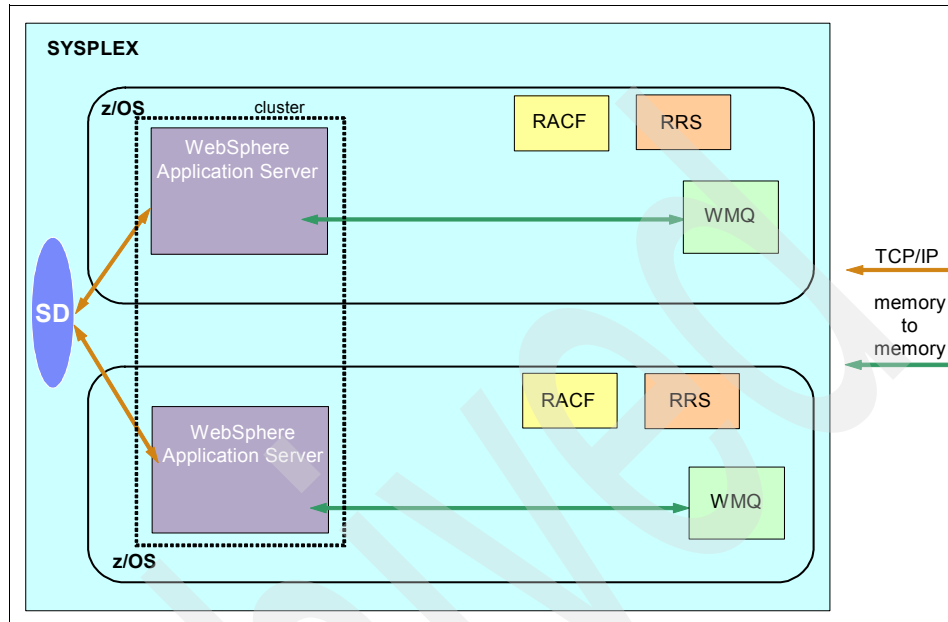 SYSPLEX
z/OS
cluster
RACF
RRS
WebSphere
Application Server
WMQ
SD
TCP/IP
memory
to
memory
RACF
RRS
WebSphere
Application Server
WMQ
z/OS